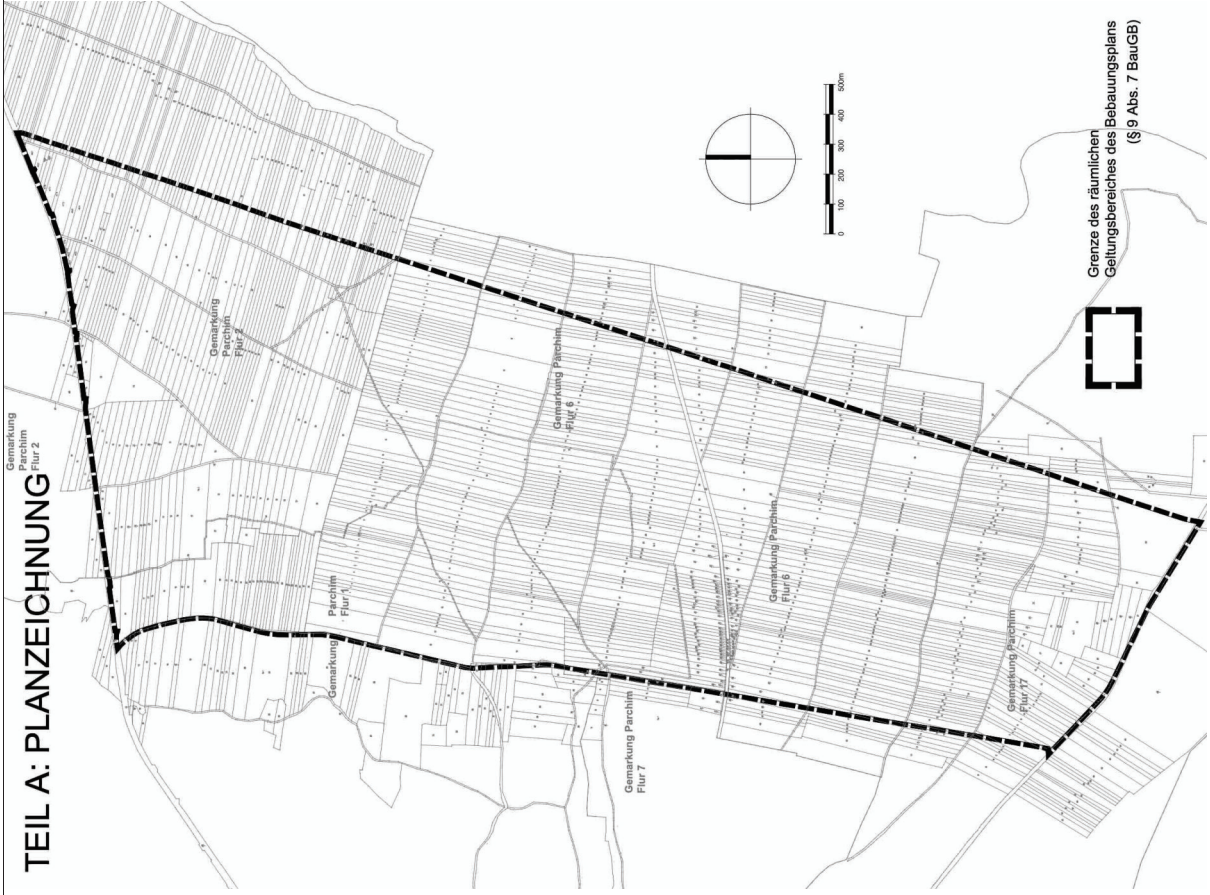 TEIL A: PLANZEICHNUNG
Gemarkung
Parchim
Flur 2
Gemarkung
Parchim
Flur 2
Gemarkung
Parchim
Flur 1
Gemarkung Parchim
Flur 6
Gemarkung Parchim
Flur 6
Gemarkung Parchim
Flur 7
Gemarkung Parchim
Flur 17
0 100 200 300 400 500m
Grenze des räumlichen
Geltungsbereiches des Bebauungsplans
(§ 9 Abs. 7 BauGB)